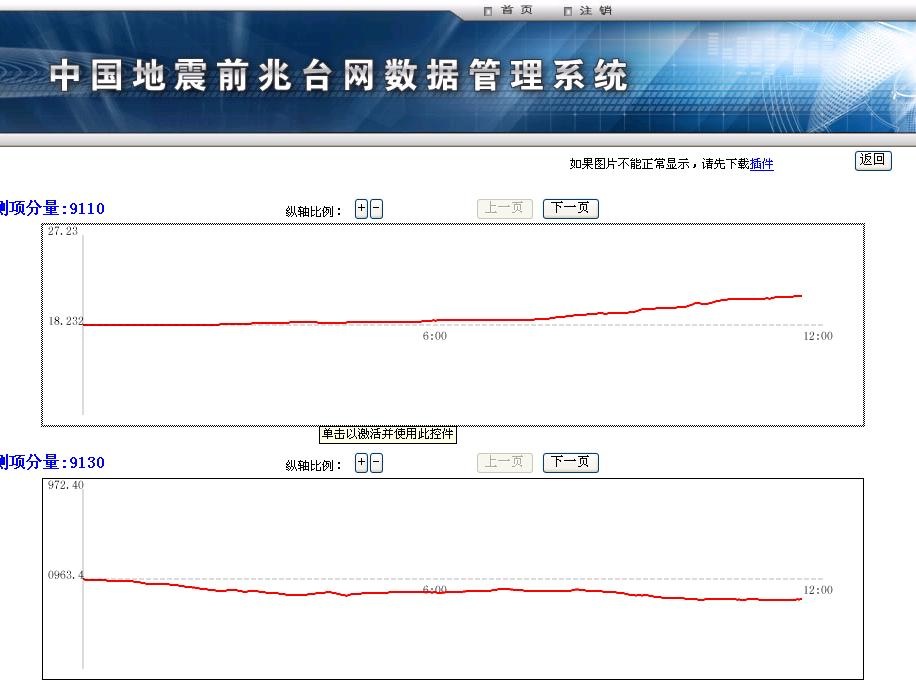 首页 注销
中国地震前兆台网数据管理系统
如果图片不能正常显示，请先下载插件 返回
测项分量:9110 纵轴比例： + - 上一页 下一页
27.23
18.232
6:00 12:00
单击以激活并使用此控件
测项分量:9130 纵轴比例： + - 上一页 下一页
972.40
0963.4
6:00 12:00